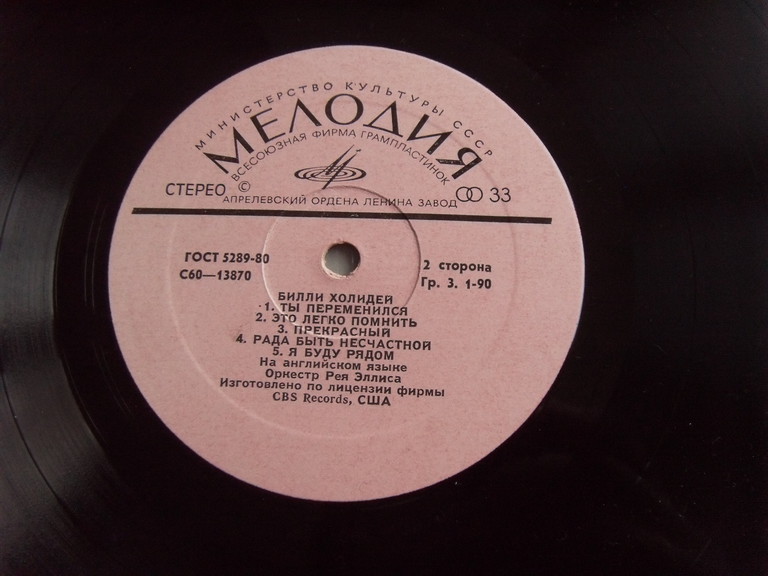 МИНИСТЕРСТВО КУЛЬТУРЫ СССР
МЕЛОДИЯ
ВСЕСОЮЗНАЯ ФИРМА ГРАМПЛАСТИНОК
СТЕРЕО © 33
АПРЕЛЕВСКИЙ ОРДЕНА ЛЕНИНА ЗАВОД
ГОСТ 5289-80
С60—13870
2 сторона
Гр. 3. 1-90
БИЛЛИ ХОЛИДЕЙ
1. ТЫ ПЕРЕМЕНИЛСЯ
2. ЭТО ЛЕГКО ПОМНИТЬ
3. ПРЕКРАСНЫЙ
4. РАДА БЫТЬ НЕСЧАСТНОЙ
5. Я БУДУ РЯДОМ
На английском языке
Оркестр Рея Эллиса
Изготовлено по лицензии фирмы
CBS Records, США